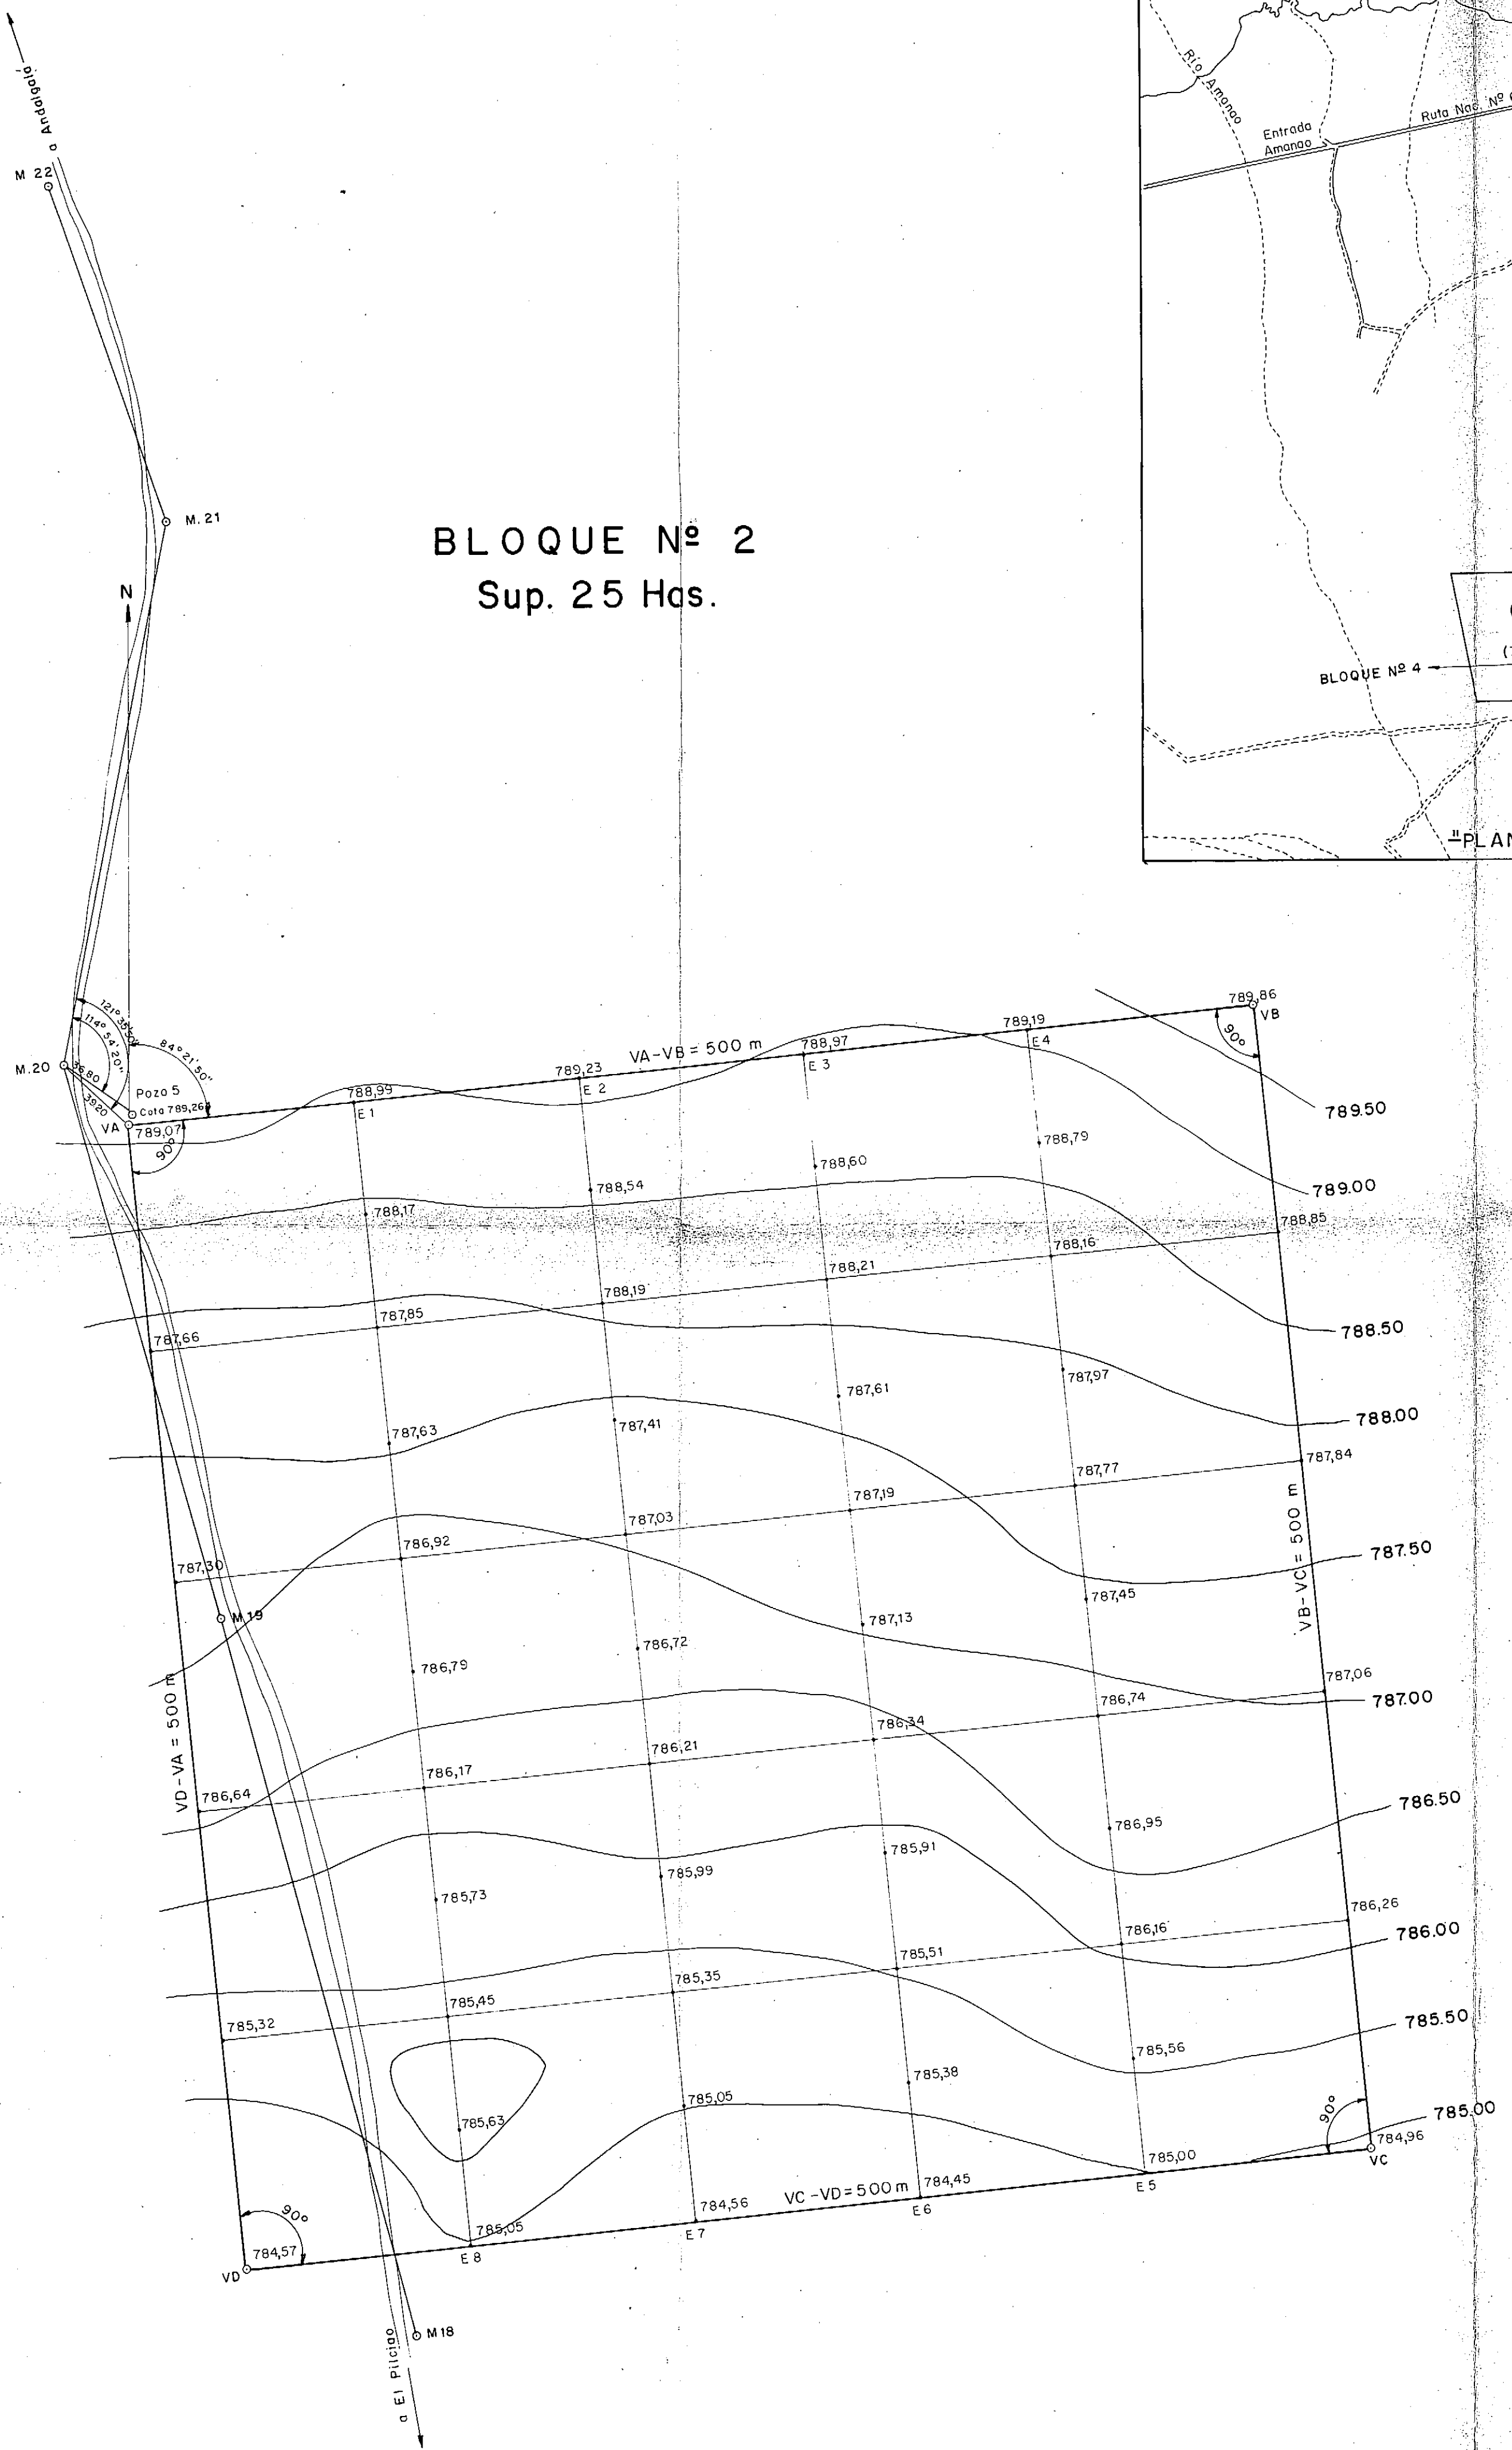 a Andalgalá
M 22
Río Amanao
Entrada
Amanao
Ruta Nac. Nº
M. 21
BLOQUE Nº 2
Sup. 25 Has.
N
BLOQUE Nº 4
"PLAN
121° 35' 50"
114° 54' 20"
84° 21' 50"
M.20
36.80
39.20
Pozo 5
Cota 789,26
VA
789,07
90°
788,99
E 1
789,23
E 2
VA-VB = 500 m
788,97
E 3
789,19
E 4
789,86
VB
90°
789.50
788,17
788,54
788,60
788,79
789.00
787,66
787,85
788,19
788,21
788,16
788,85
788.50
787,63
787,41
787,61
787,97
788.00
787,30
786,92
787,03
787,19
787,77
787,84
VB-VC = 500 m
787.50
M 19
786,79
786,72
787,13
787,45
VD-VA = 500 m
786,64
786,17
786,21
786,34
786,74
787,06
787.00
785,73
785,99
785,91
786,95
786.50
785,32
785,45
785,35
785,51
786,16
786,26
786.00
785,63
785,05
785,38
785,56
785.50
90°
784,57
VD
785,05
E 8
784,56
E 7
VC-VD = 500 m
784,45
E 6
785,00
E 5
90°
784,96
VC
785.00
M 18
a El Pilciao